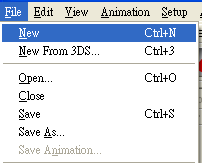 File Edit View Animation Setup
New Ctrl+N
New From 3DS... Ctrl+3
Open... Ctrl+O
Close
Save Ctrl+S
Save As...
Save Animation...